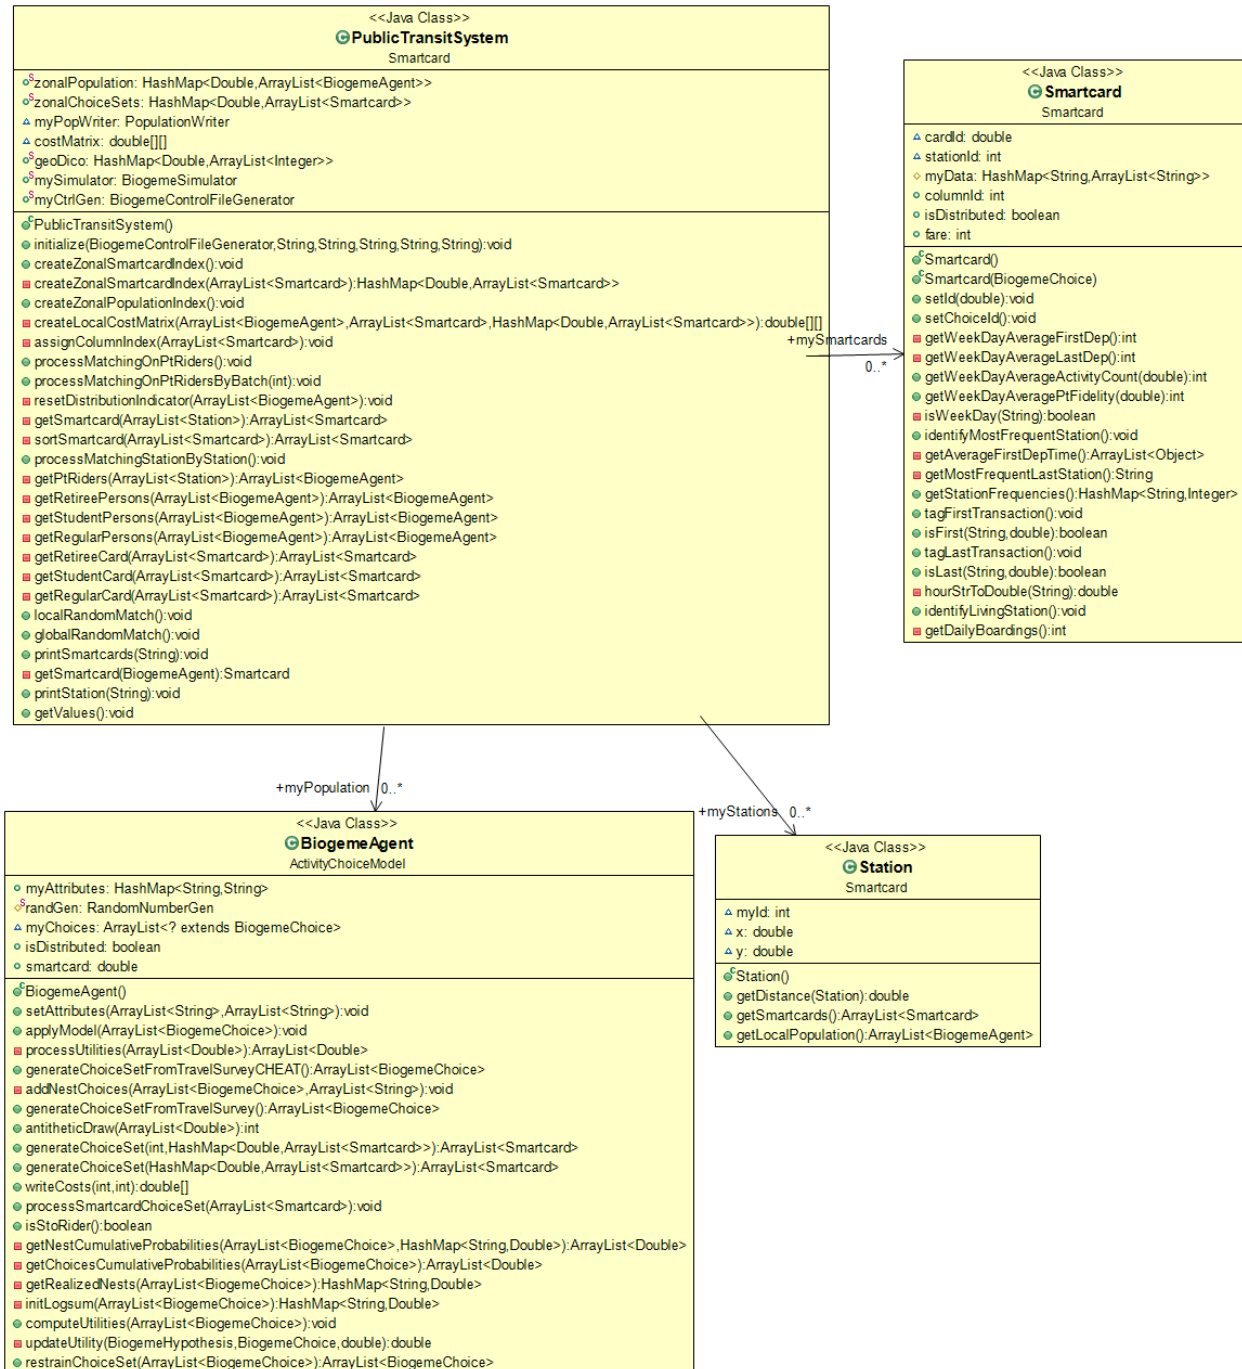 <<Java Class>>
PublicTransitSystem
Smartcard
zonalPopulation: HashMap<Double,ArrayList<BiogemeAgent>>
zonalChoiceSets: HashMap<Double,ArrayList<Smartcard>>
myPopWriter: PopulationWriter
costMatrix: double[][]
geoDico: HashMap<Double,ArrayList<Integer>>
mySimulator: BiogemeSimulator
myCtrlGen: BiogemeControlFileGenerator
PublicTransitSystem()
initialize(BiogemeControlFileGenerator,String,String,String,String,String):void
createZonalSmartcardIndex():void
createZonalSmartcardIndex(ArrayList<Smartcard>):HashMap<Double,ArrayList<Smartcard>>
createZonalPopulationIndex():void
createLocalCostMatrix(ArrayList<BiogemeAgent>,ArrayList<Smartcard>,HashMap<Double,ArrayList<Smartcard>>):double[][]
assignColumnIndex(ArrayList<Smartcard>):void
processMatchingOnPtRiders():void
processMatchingOnPtRidersByBatch(int):void
resetDistributionIndicator(ArrayList<BiogemeAgent>):void
getSmartcard(ArrayList<Station>):ArrayList<Smartcard>
sortSmartcard(ArrayList<Smartcard>):ArrayList<Smartcard>
processMatchingStationByStation():void
getPtRiders(ArrayList<Station>):ArrayList<BiogemeAgent>
getRetireePersons(ArrayList<BiogemeAgent>):ArrayList<BiogemeAgent>
getStudentPersons(ArrayList<BiogemeAgent>):ArrayList<BiogemeAgent>
getRegularPersons(ArrayList<BiogemeAgent>):ArrayList<BiogemeAgent>
getRetireeCard(ArrayList<Smartcard>):ArrayList<Smartcard>
getStudentCard(ArrayList<Smartcard>):ArrayList<Smartcard>
getRegularCard(ArrayList<Smartcard>):ArrayList<Smartcard>
localRandomMatch():void
globalRandomMatch():void
printSmartcards(String):void
getSmartcard(BiogemeAgent):Smartcard
printStation(String):void
getValues():void
+mySmartcards
0..*
<<Java Class>>
Smartcard
Smartcard
cardId: double
stationId: int
myData: HashMap<String,ArrayList<String>>
columnId: int
isDistributed: boolean
fare: int
Smartcard()
Smartcard(BiogemeChoice)
setId(double):void
setChoiceId():void
getWeekDayAverageFirstDep():int
getWeekDayAverageLastDep():int
getWeekDayAverageActivityCount(double):int
getWeekDayAveragePtFidelity(double):int
isWeekDay(String):boolean
identifyMostFrequentStation():void
getAverageFirstDepTime():ArrayList<Object>
getMostFrequentLastStation():String
getStationFrequencies():HashMap<String,Integer>
tagFirstTransaction():void
isFirst(String,double):boolean
tagLastTransaction():void
isLast(String,double):boolean
hourStrToDouble(String):double
identifyLivingStation():void
getDailyBoardings():int
+myPopulation 0..*
<<Java Class>>
BiogemeAgent
ActivityChoiceModel
myAttributes: HashMap<String,String>
randGen: RandomNumberGen
myChoices: ArrayList<? extends BiogemeChoice>
isDistributed: boolean
smartcard: double
BiogemeAgent()
setAttributes(ArrayList<String>,ArrayList<String>):void
applyModel(ArrayList<BiogemeChoice>):void
processUtilities(ArrayList<Double>):ArrayList<Double>
generateChoiceSetFromTravelSurveyCHEAT():ArrayList<BiogemeChoice>
addNestChoices(ArrayList<BiogemeChoice>,ArrayList<String>):void
generateChoiceSetFromTravelSurvey():ArrayList<BiogemeChoice>
antitheticDraw(ArrayList<Double>):int
generateChoiceSet(int,HashMap<Double,ArrayList<Smartcard>>):ArrayList<Smartcard>
generateChoiceSet(HashMap<Double,ArrayList<Smartcard>>):ArrayList<Smartcard>
writeCosts(int,int):double[]
processSmartcardChoiceSet(ArrayList<Smartcard>):void
isStoRider():boolean
getNestCumulativeProbabilities(ArrayList<BiogemeChoice>,HashMap<String,Double>):ArrayList<Double>
getChoicesCumulativeProbabilities(ArrayList<BiogemeChoice>):ArrayList<Double>
getRealizedNests(ArrayList<BiogemeChoice>):HashMap<String,Double>
initLogsum(ArrayList<BiogemeChoice>):HashMap<String,Double>
computeUtilities(ArrayList<BiogemeChoice>):void
updateUtility(BiogemeHypothesis,BiogemeChoice,double):double
restrainChoiceSet(ArrayList<BiogemeChoice>):ArrayList<BiogemeChoice>
+myStations 0..*
<<Java Class>>
Station
Smartcard
myId: int
x: double
y: double
Station()
getDistance(Station):double
getSmartcards():ArrayList<Smartcard>
getLocalPopulation():ArrayList<BiogemeAgent>